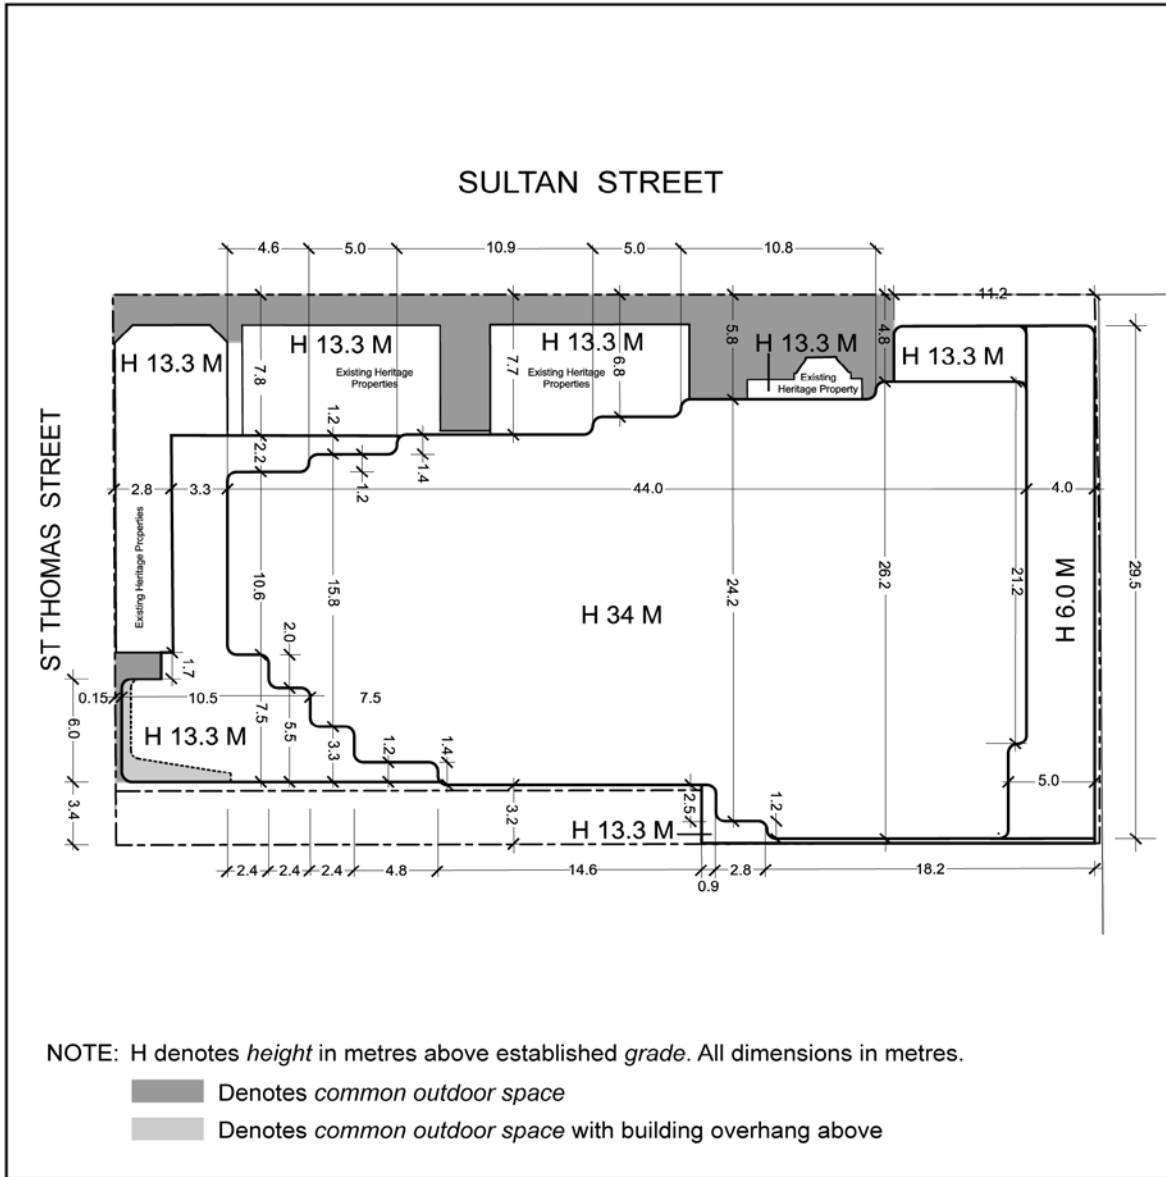 SULTAN STREET
4.6
5.0
10.9
5.0
10.8
11.2
H 13.3 M
H 13.3 M
Existing Heritage
Properties
H 13.3 M
Existing Heritage
Properties
H 13.3 M
Existing
Heritage Property
H 13.3 M
7.8
7.7
6.8
5.8
4.8
1.2
2.2
1.2
1.4
ST THOMAS STREET
2.8
3.3
44.0
4.0
Existing Heritage Properties
10.6
15.8
24.2
26.2
21.2
29.5
H 34 M
H 6.0 M
2.0
1.7
0.15
10.5
7.5
6.0
7.5
5.5
3.3
1.2
1.4
H 13.3 M
5.0
3.4
3.2
2.5
1.2
H 13.3 M
2.4
2.4
2.4
4.8
14.6
0.9
2.8
18.2
NOTE: H denotes height in metres above established grade. All dimensions in metres.
Denotes common outdoor space
Denotes common outdoor space with building overhang above